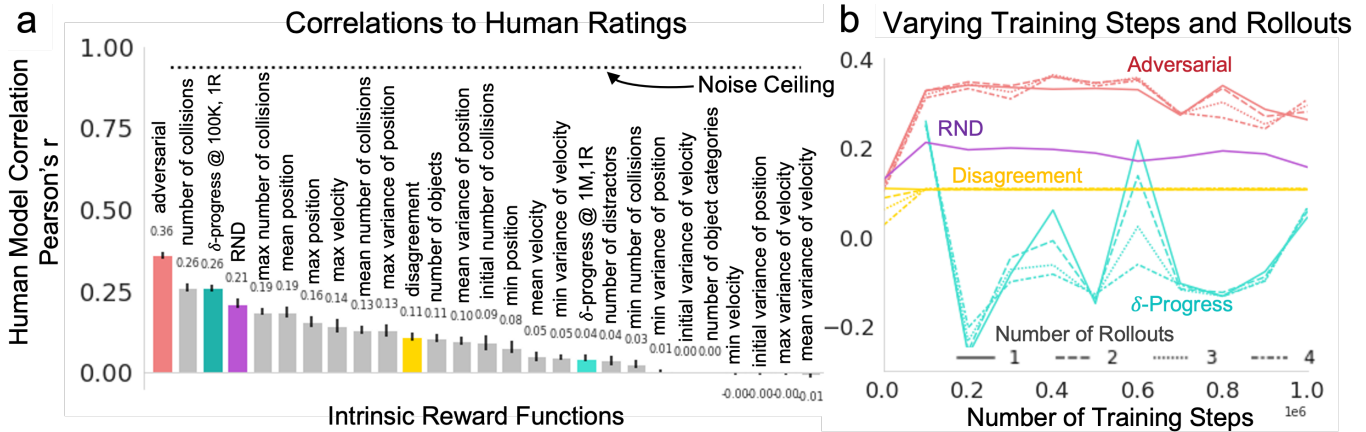 a
Correlations to Human Ratings
Human Model Correlation
Pearson's r
1.00
0.75
0.50
0.25
0.00
Noise Ceiling
adversarial
0.36
number of collisions
0.26
δ-progress @ 100K, 1R
0.26
RND
0.21
max number of collisions
0.19
mean position
0.19
max position
0.16
max velocity
0.14
mean number of collisions
0.13
max variance of position
0.13
disagreement
0.11
number of objects
0.11
mean variance of position
0.10
initial number of collisions
0.09
min position
0.08
mean velocity
0.05
min variance of velocity
0.05
δ-progress @ 1M,1R
0.04
number of distractors
0.04
min number of collisions
0.03
min variance of position
0.01
initial variance of velocity
0.00
number of object categories
0.00
min velocity
-0.00
initial variance of position
-0.00
max variance of velocity
-0.00
mean variance of velocity
-0.01
Intrinsic Reward Functions
b
Varying Training Steps and Rollouts
0.4
0.2
0.0
−0.2
Adversarial
RND
Disagreement
δ-Progress
Number of Rollouts
1 2 3 4
0.0 0.2 0.4 0.6 0.8 1.0
1e6
Number of Training Steps